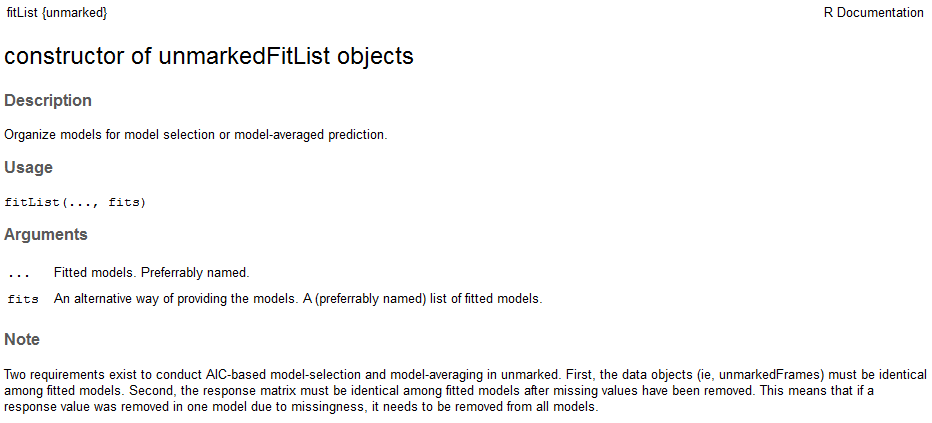 fitList {unmarked} R Documentation
constructor of unmarkedFitList objects
Description
Organize models for model selection or model-averaged prediction.
Usage
fitList(..., fits)
Arguments
... Fitted models. Preferrably named.
fits An alternative way of providing the models. A (preferrably named) list of fitted models.
Note
Two requirements exist to conduct AIC-based model-selection and model-averaging in unmarked. First, the data objects (ie, unmarkedFrames) must be identical
among fitted models. Second, the response matrix must be identical among fitted models after missing values have been removed. This means that if a
response value was removed in one model due to missingness, it needs to be removed from all models.